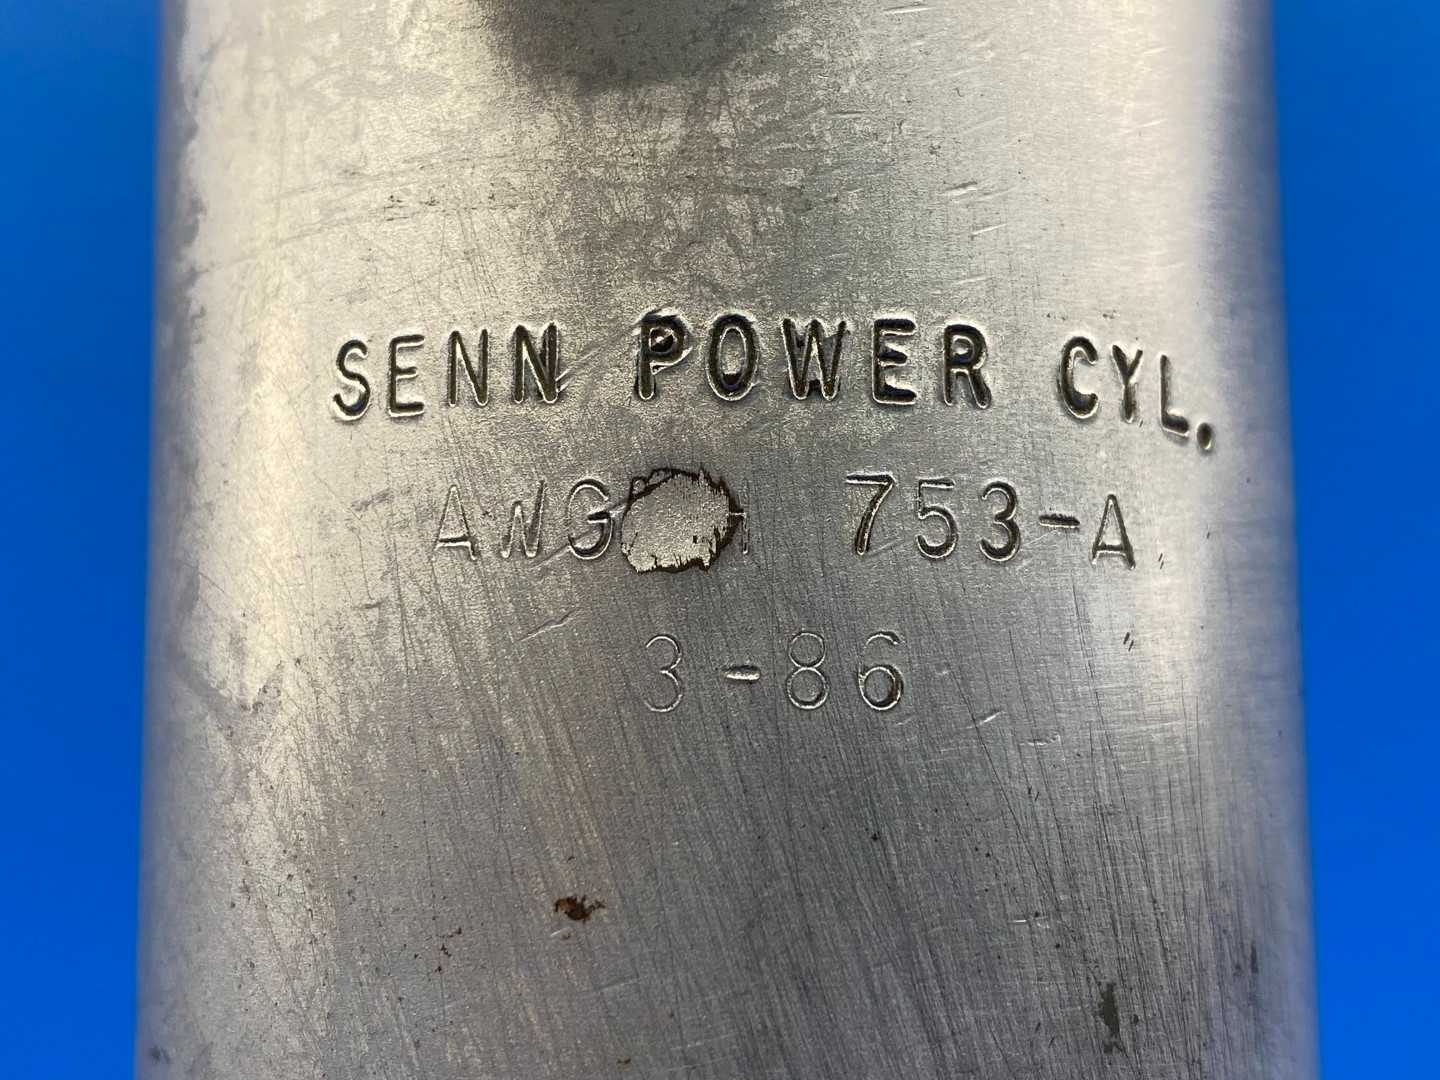 SENN POWER CYL.
753-A
3-86